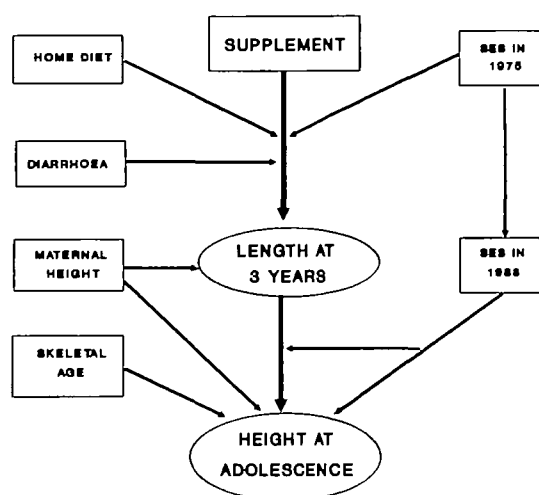 SUPPLEMENT
HOME DIET
SES IN
1975
DIARRHOEA
MATERNAL
HEIGHT
LENGTH AT
3 YEARS
SES IN
1988
SKELETAL
AGE
HEIGHT AT
ADOLESCENCE